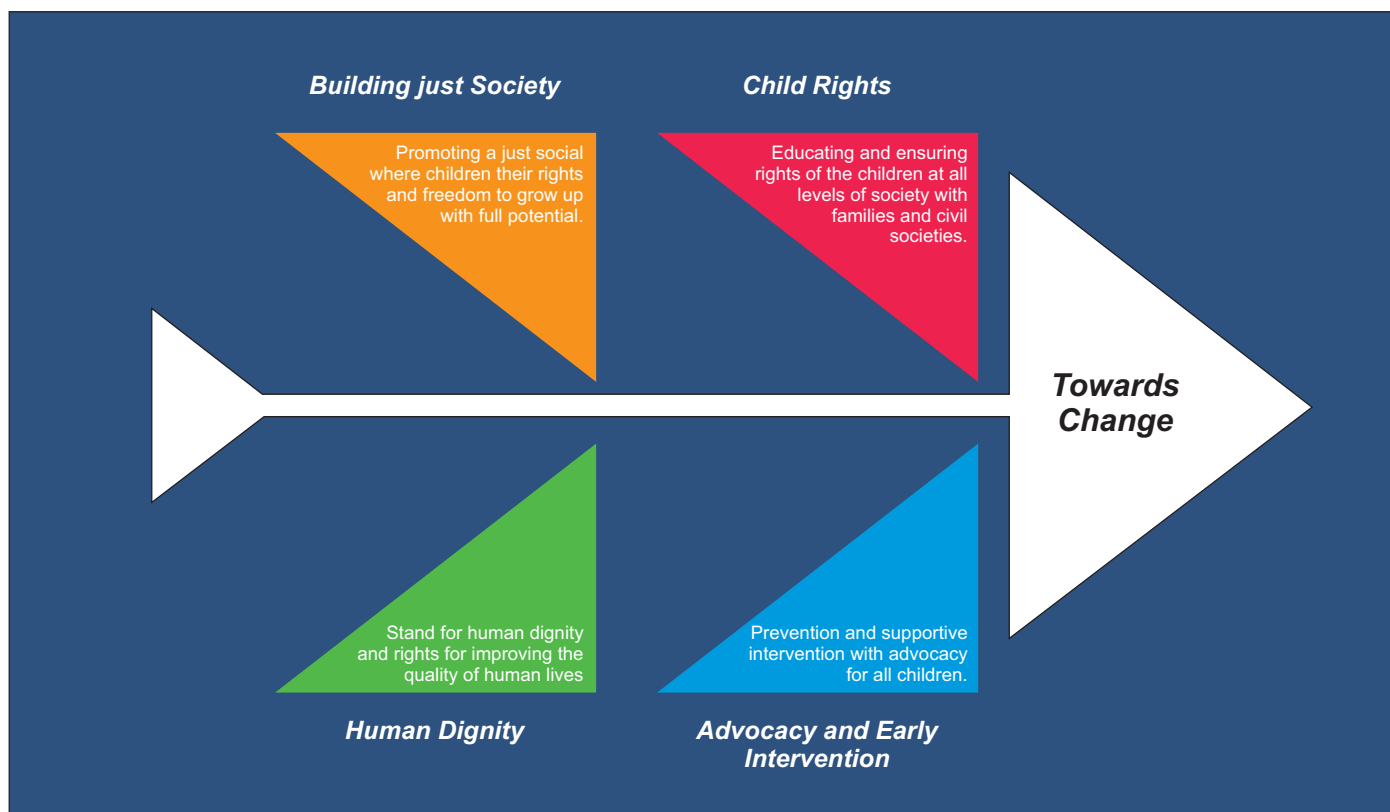 Building just Society
Promoting a just social
where children their rights
and freedom to grow up
with full potential.
Child Rights
Educating and ensuring
rights of the children at all
levels of society with
families and civil
societies.
Towards
Change
Stand for human dignity
and rights for improving the
quality of human lives
Human Dignity
Prevention and supportive
intervention with advocacy
for all children.
Advocacy and Early
Intervention